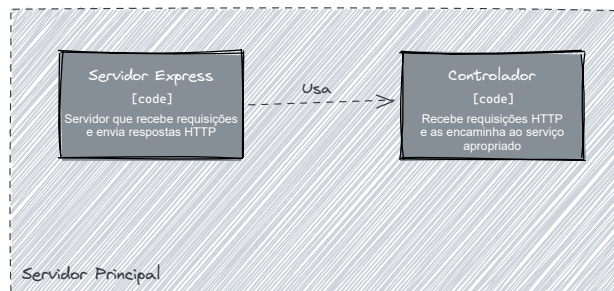 Servidor Express
[code]
Servidor que recebe requisições
e envia respostas HTTP
Usa
Controlador
[code]
Recebe requisições HTTP
e as encaminha ao serviço
apropriado
Servidor Principal